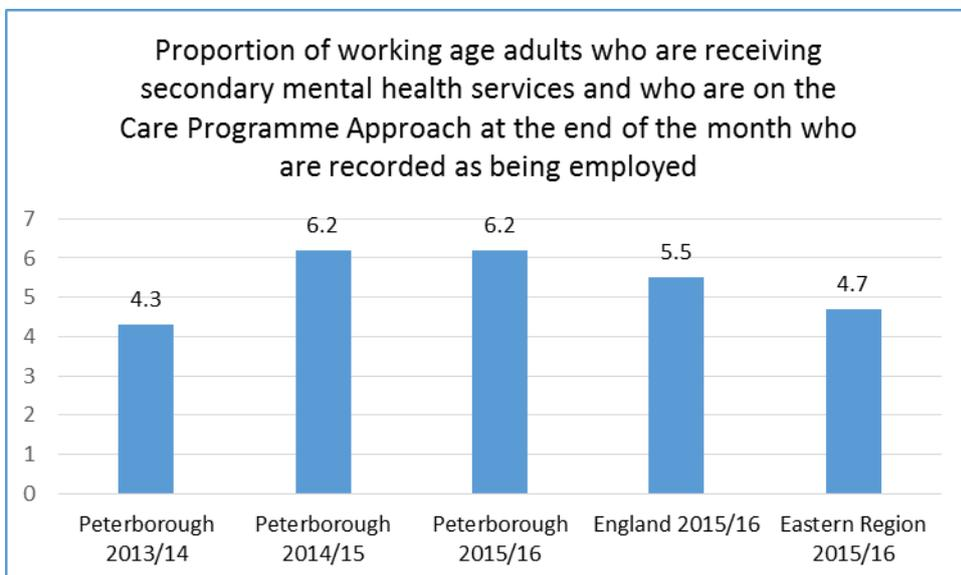 Proportion of working age adults who are receiving
secondary mental health services and who are on the
Care Programme Approach at the end of the month who
are recorded as being employed
7
6
5
4
3
2
1
0
4.3
6.2
6.2
5.5
4.7
Peterborough
2013/14
Peterborough
2014/15
Peterborough
2015/16
England 2015/16
Eastern Region
2015/16